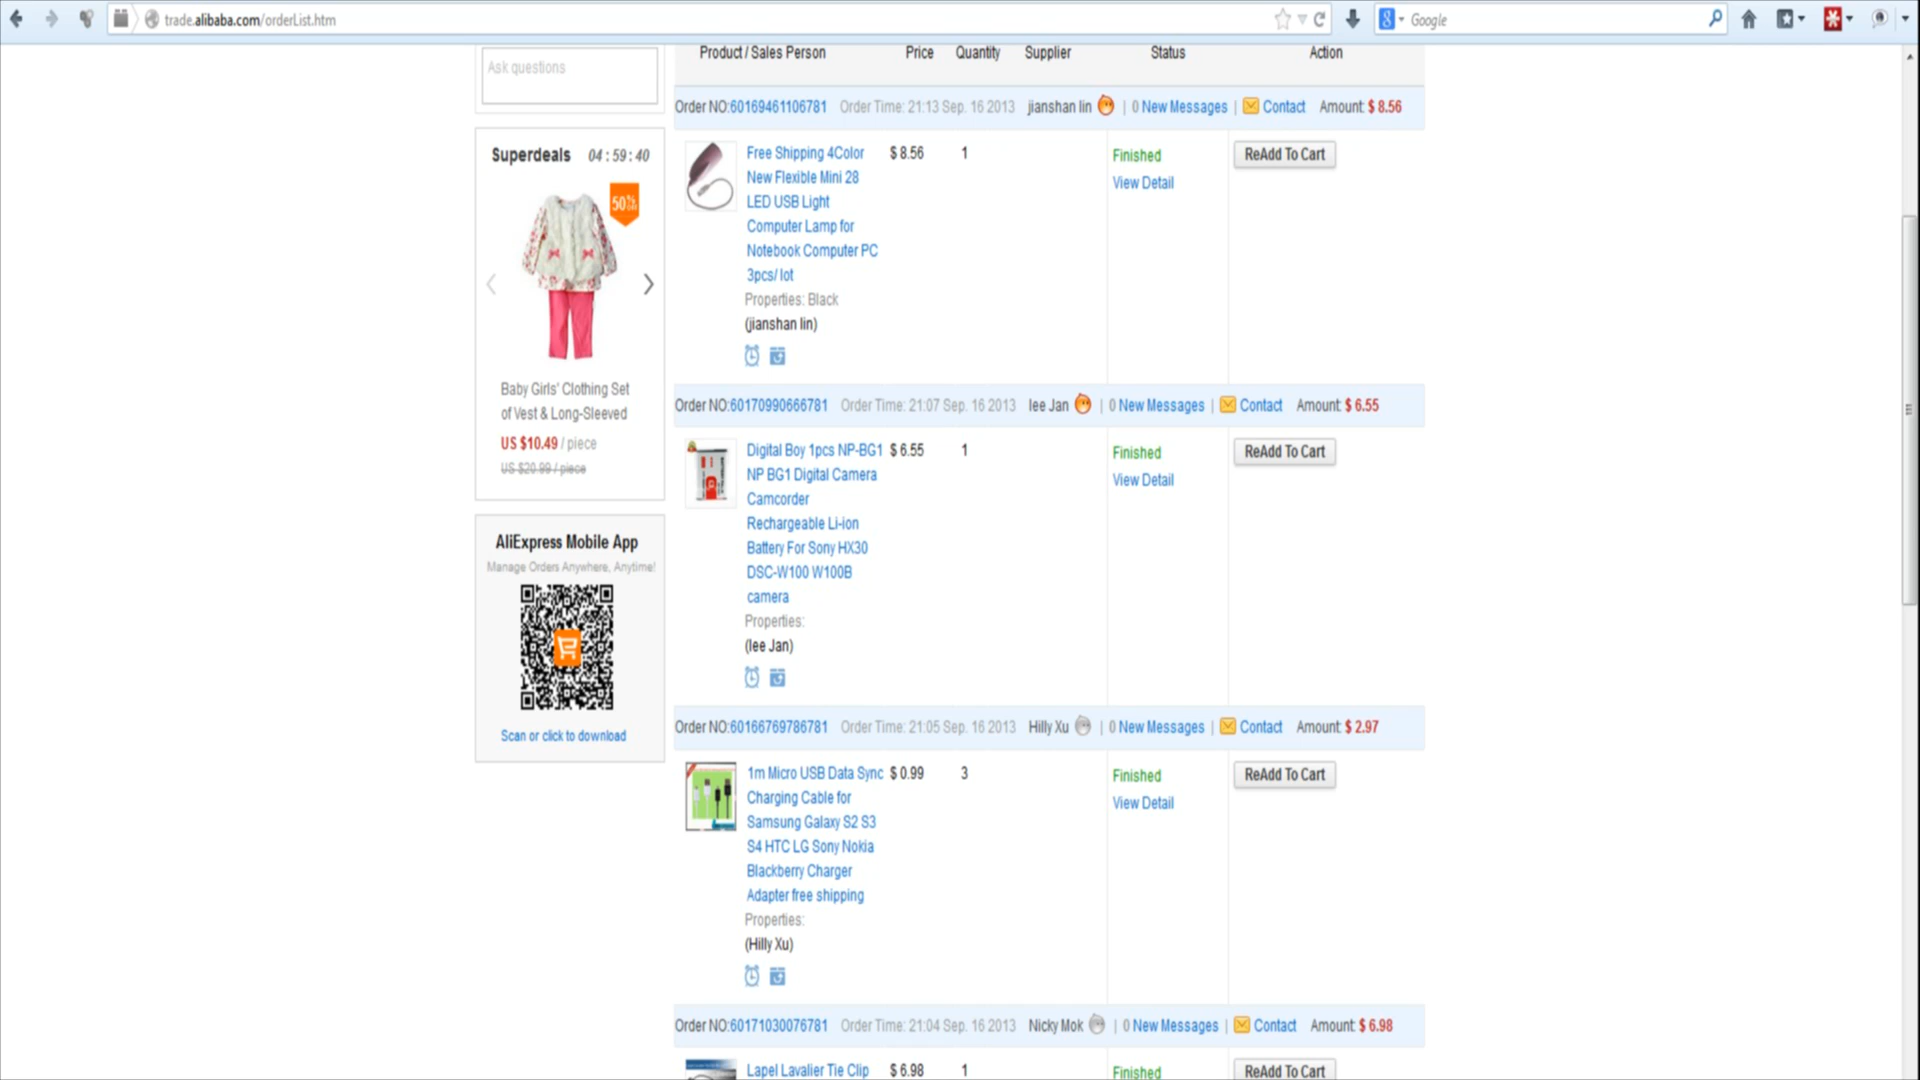 trade.alibaba.com/orderList.htm
Google
Ask questions
Superdeals 04 : 59 : 40
50%
Baby Girls' Clothing Set
of Vest & Long-Sleeved
US $10.49 / piece
US $20.99 / piece
AliExpress Mobile App
Manage Orders Anywhere, Anytime!
Scan or click to download
Product / Sales Person Price Quantity Supplier Status Action
Order NO:60169461106781 Order Time: 21:13 Sep. 16 2013 jianshan lin | 0 New Messages | Contact Amount: $ 8.56
Free Shipping 4Color $ 8.56 1 Finished ReAdd To Cart
New Flexible Mini 28 View Detail
LED USB Light
Computer Lamp for
Notebook Computer PC
3pcs/ lot
Properties: Black
(jianshan lin)
Order NO:60170990666781 Order Time: 21:07 Sep. 16 2013 lee Jan | 0 New Messages | Contact Amount: $ 6.55
Digital Boy 1pcs NP-BG1 $ 6.55 1 Finished ReAdd To Cart
NP BG1 Digital Camera View Detail
Camcorder
Rechargeable Li-ion
Battery For Sony HX30
DSC-W100 W100B
camera
Properties:
(lee Jan)
Order NO:60166769786781 Order Time: 21:05 Sep. 16 2013 Hilly Xu | 0 New Messages | Contact Amount: $ 2.97
1m Micro USB Data Sync $ 0.99 3 Finished ReAdd To Cart
Charging Cable for View Detail
Samsung Galaxy S2 S3
S4 HTC LG Sony Nokia
Blackberry Charger
Adapter free shipping
Properties:
(Hilly Xu)
Order NO:60171030076781 Order Time: 21:04 Sep. 16 2013 Nicky Mok | 0 New Messages | Contact Amount: $ 6.98
Lapel Lavalier Tie Clip $ 6.98 1 Finished ReAdd To Cart